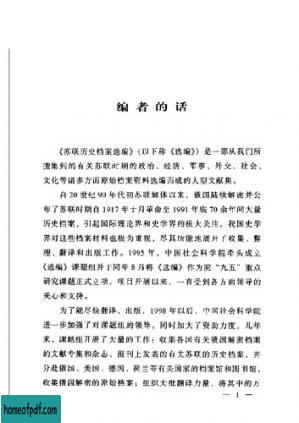 编者的话
《苏联历史档案选编》(以下称《选编》)是一部从我们所
搜集到的有关苏联时期的政治、经济、军事、外交、社会、
文化等诸多方面原始档案资料选编而成的大型文献集。
自20世纪90年代初苏联解体以来,俄国陆续解密并公
布了苏联时期自1917年十月革命至1991年底70余年间大量
历史档案,引起国际理论界和史学界的极大关注。我国史学
界对这些档案材料也极为重视,尽其所能地展开了收集、整
理、翻译和出版工作。1995年,中国社会科学院牵头成立
《选编》课题组并于同年8月将《选编》作为院“九五”重点
研究课题正式立项。项目开展以来,一直受到各方面领导的
关心和支持。
为了能尽快翻译、出版,1998年以后,中国社会科学院
进一步加强了对课题组的领导,同时加大了资助力度。几年
来,课题组开展了大量的工作:收集各国有关俄国解密档案
的文献专集和杂志、报刊上发表的有关苏联的历史档案,并
分赴俄国、美国、德国、荷兰等有关国家的档案馆和图书馆,
收集俄国解密的原始档案;组织大批翻译力量,将其中的方
— 1 —
homeofpdf.com
homeofpdf.com